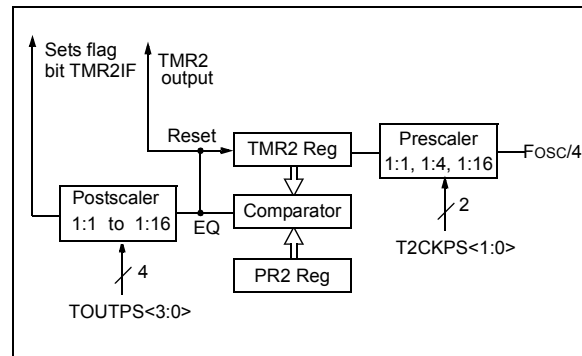 Sets flag
bit TMR2IF
TMR2
output
Reset
TMR2 Reg
Prescaler
1:1, 1:4, 1:16
FOSC/4
Postscaler
1:1 to 1:16
EQ
Comparator
2
T2CKPS<1:0>
4
PR2 Reg
TOUTPS<3:0>